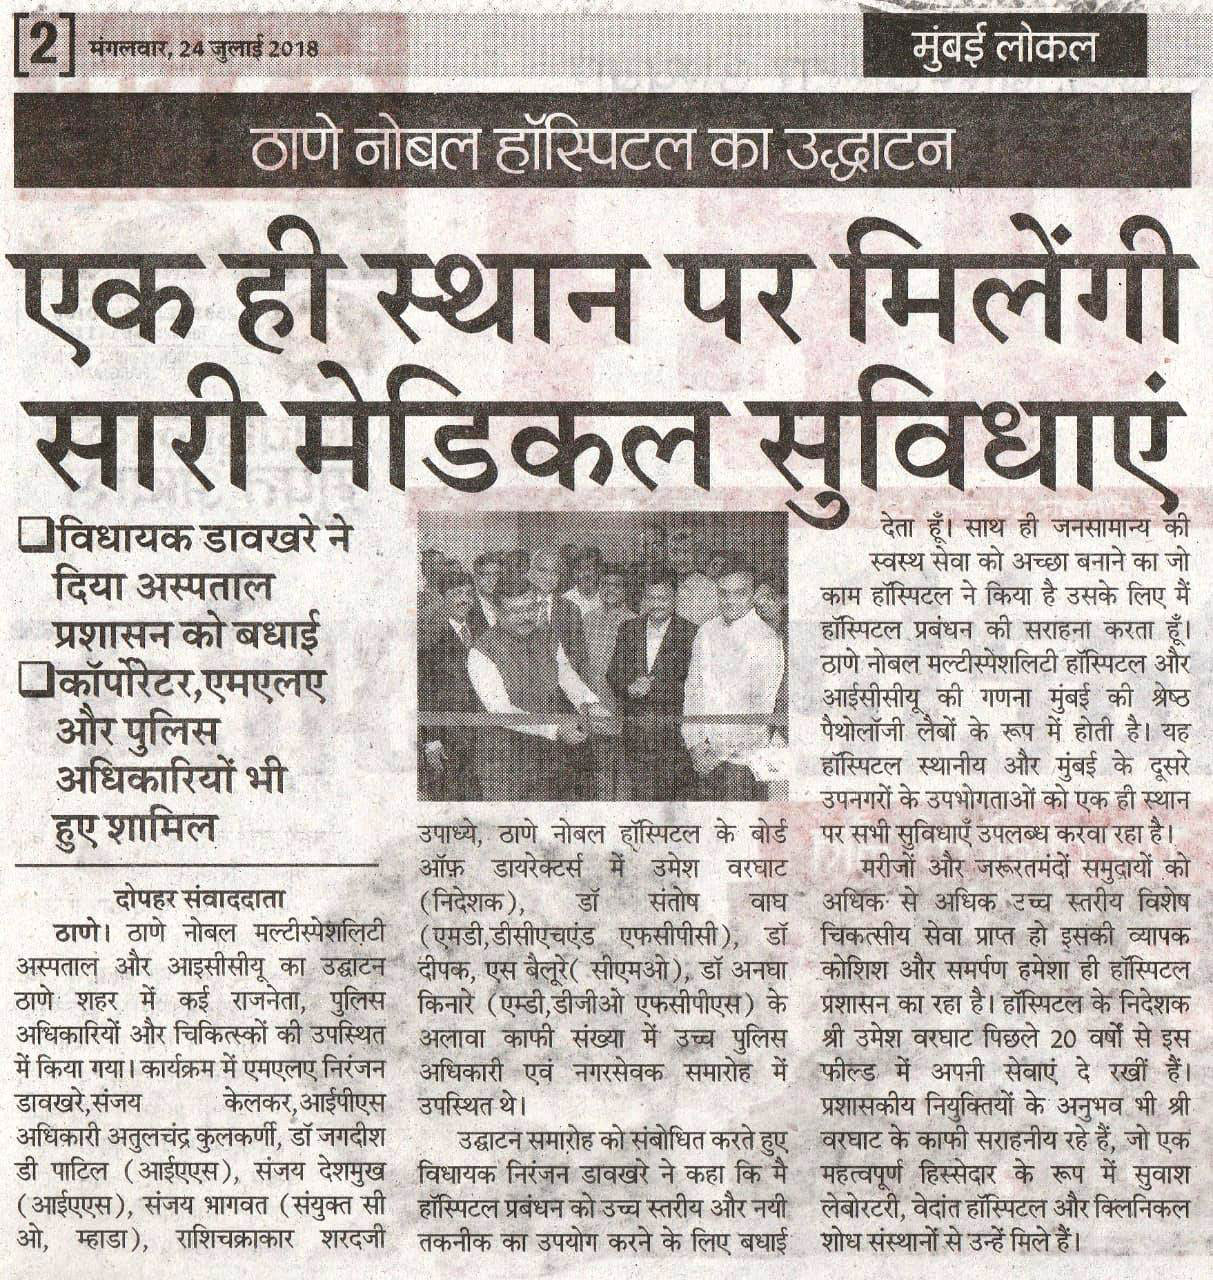 [2] मंगलवार, 24 जुलाई 2018
मुंबई लोकल
ठाणे नोबल हॉस्पिटल का उद्घाटन
एक ही स्थान पर मिलेंगी
सारी मेडिकल सुविधाएं
❑विधायक डावखरे ने
दिया अस्पताल
प्रशासन को बधाई
❑कॉर्पोरेटर,एमएलए
और पुलिस
अधिकारियों भी
हुए शामिल
दोपहर संवाददाता
ठाणे। ठाणे नोबल मल्टीस्पेशलिटी
अस्पताल और आइसीसीयू का उद्घाटन
ठाणे शहर में कई राजनेता, पुलिस
अधिकारियों और चिकित्स्कों की उपस्थित
में किया गया। कार्यक्रम में एमएलए निरंजन
डावखरे,संजय केलकर,आईपीएस
अधिकारी अतुलचंद्र कुलकर्णी, डॉ जगदीश
डी पाटिल (आईएएस), संजय देशमुख
(आईएएस), संजय भागवत (संयुक्त सी
ओ, म्हाडा), राशिचक्राकार शरदजी
उपाध्ये, ठाणे नोबल हॉस्पिटल के बोर्ड
ऑफ़ डायरेक्टर्स में उमेश वरघाट
(निदेशक), डॉ संतोष वाघ
(एमडी,डीसीएचएंड एफसीपीसी), डॉ
दीपक, एस बैलूरे( सीएमओ), डॉ अनघा
किनारे (एम्डी,डीजीओ एफसीपीएस) के
अलावा काफी संख्या में उच्च पुलिस
अधिकारी एवं नगरसेवक समारोह में
उपस्थित थे।
उद्घाटन समारोह को संबोधित करते हुए
विधायक निरंजन डावखरे ने कहा कि मै
हॉस्पिटल प्रबंधन को उच्च स्तरीय और नयी
तकनीक का उपयोग करने के लिए बधाई
देता हूँ। साथ ही जनसामान्य की
स्वस्थ सेवा को अच्छा बनाने का जो
काम हॉस्पिटल ने किया है उसके लिए मैं
हॉस्पिटल प्रबंधन की सराहना करता हूँ।
ठाणे नोबल मल्टीस्पेशलिटी हॉस्पिटल और
आईसीसीयू की गणना मुंबई की श्रेष्ठ
पैथोलॉजी लैबों के रूप में होती है। यह
हॉस्पिटल स्थानीय और मुंबई के दूसरे
उपनगरों के उपभोगताओं को एक ही स्थान
पर सभी सुविधाएँ उपलब्ध करवा रहा है।
मरीजों और जरूरतमंदों समुदायों को
अधिक से अधिक उच्च स्तरीय विशेष
चिकत्सीय सेवा प्राप्त हो इसकी व्यापक
कोशिश और समर्पण हमेशा ही हॉस्पिटल
प्रशासन का रहा है। हॉस्पिटल के निदेशक
श्री उमेश वरघाट पिछले 20 वर्षों से इस
फील्ड में अपनी सेवाएं दे रखीं हैं।
प्रशासकीय नियुक्तियों के अनुभव भी श्री
वरघाट के काफी सराहनीय रहे हैं, जो एक
महत्वपूर्ण हिस्सेदार के रूप में सुवाश
लेबोरटरी, वेदांत हॉस्पिटल और क्लिनिकल
शोध संस्थानों से उन्हें मिले हैं।